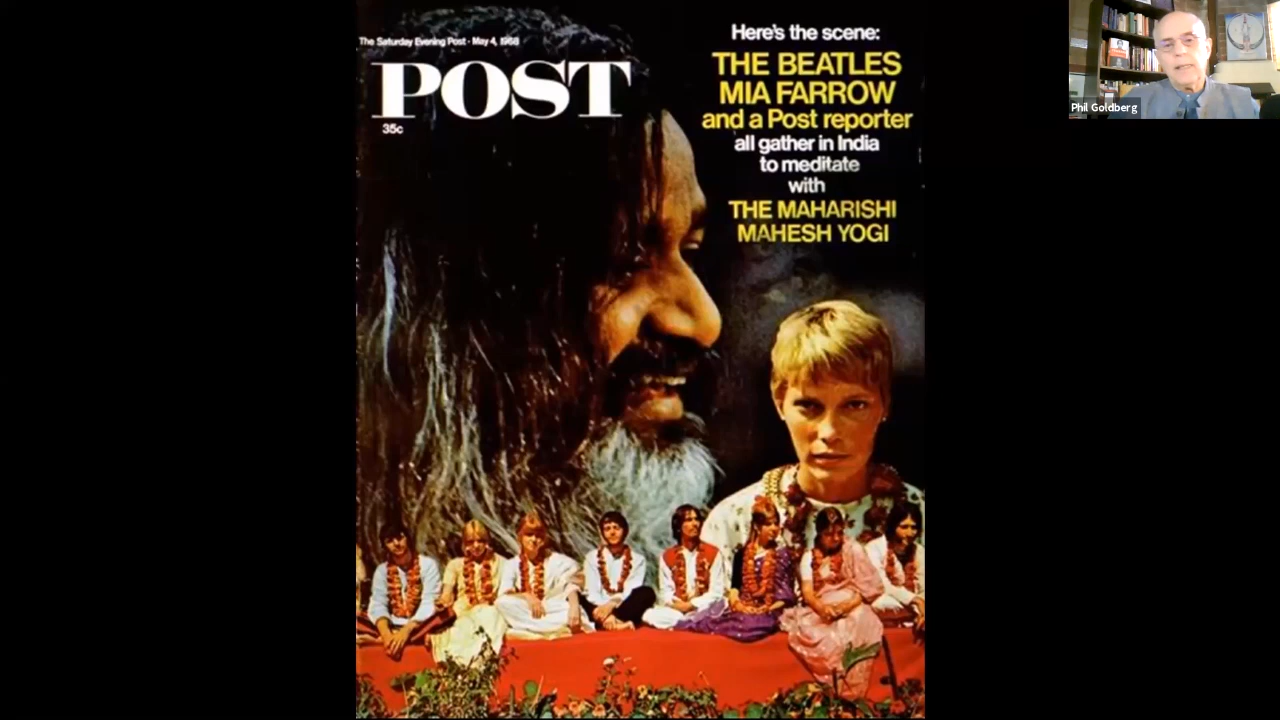 The Saturday Evening Post · May 4, 1968
POST
35c
Here's the scene:
THE BEATLES
MIA FARROW
and a Post reporter
all gather in India
to meditate
with
THE MAHARISHI
MAHESH YOGI
Phil Goldberg